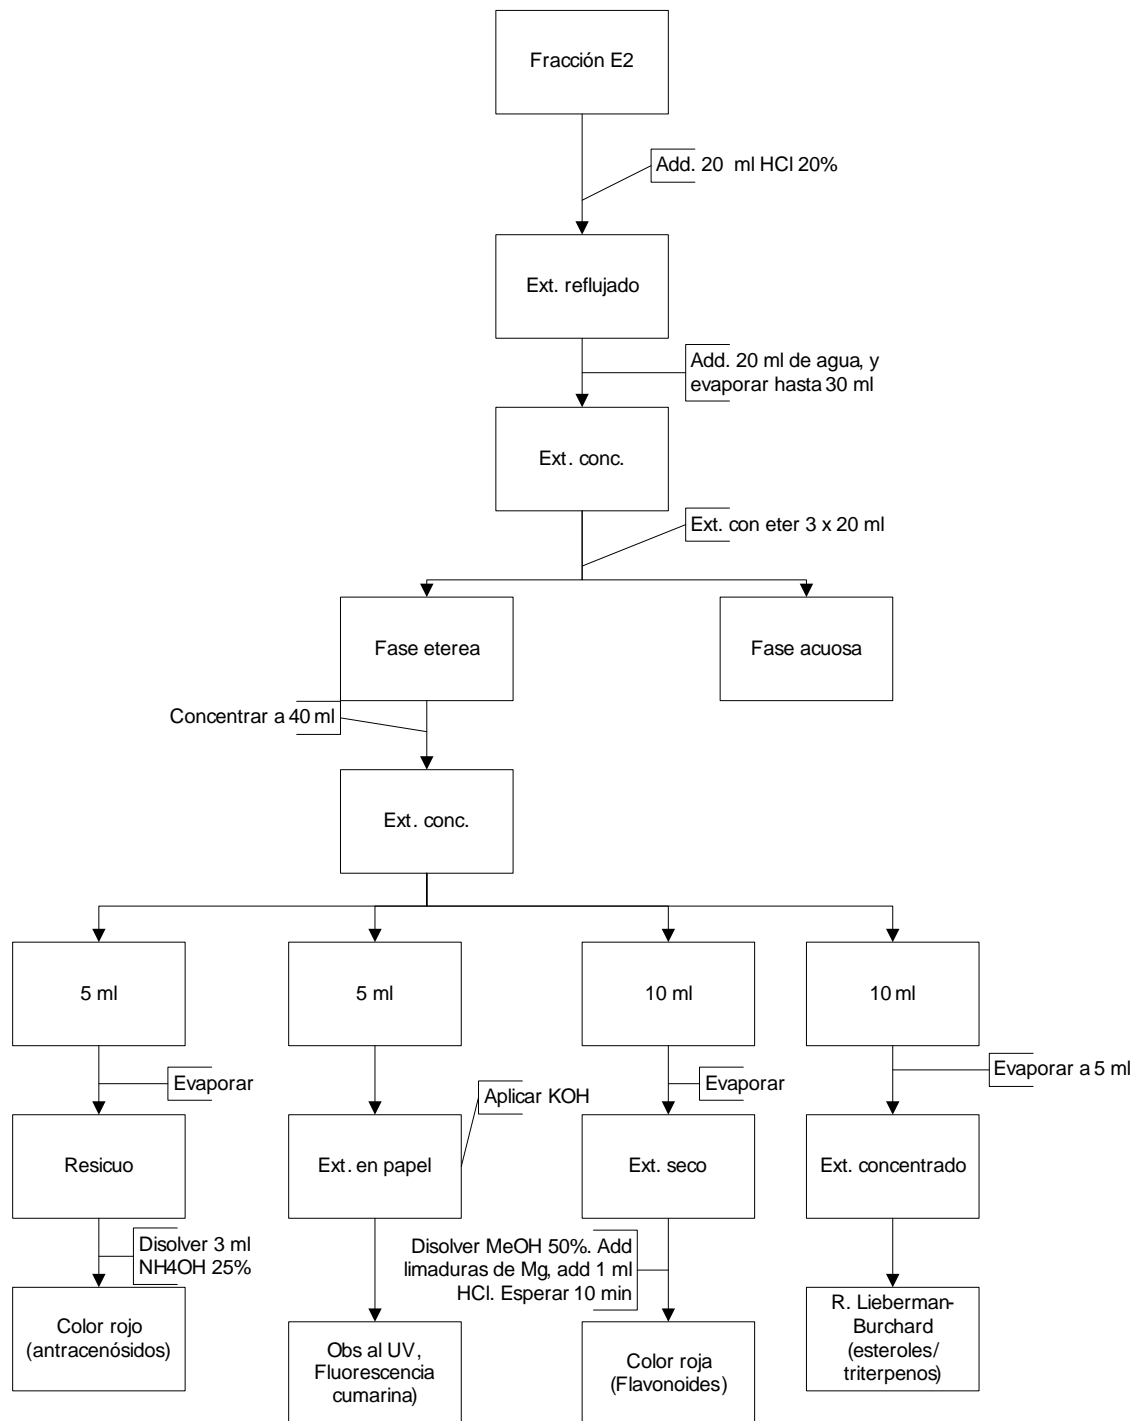 Fracción E2
Add. 20 ml HCl 20%
Ext. reflujado
Add. 20 ml de agua, y
evaporar hasta 30 ml
Ext. conc.
Ext. con eter 3 x 20 ml
Fase eterea
Fase acuosa
Concentrar a 40 ml
Ext. conc.
5 ml
5 ml
10 ml
10 ml
Evaporar
Evaporar
Evaporar a 5 ml
Aplicar KOH
Resicuo
Ext. en papel
Ext. seco
Ext. concentrado
Disolver 3 ml
NH4OH 25%
Disolver MeOH 50%. Add
limaduras de Mg, add 1 ml
HCl. Esperar 10 min
Color rojo
(antracenósidos)
Obs al UV,
Fluorescencia
cumarina)
Color roja
(Flavonoides)
R. Lieberman-
Burchard
(esteroles/
triterpenos)